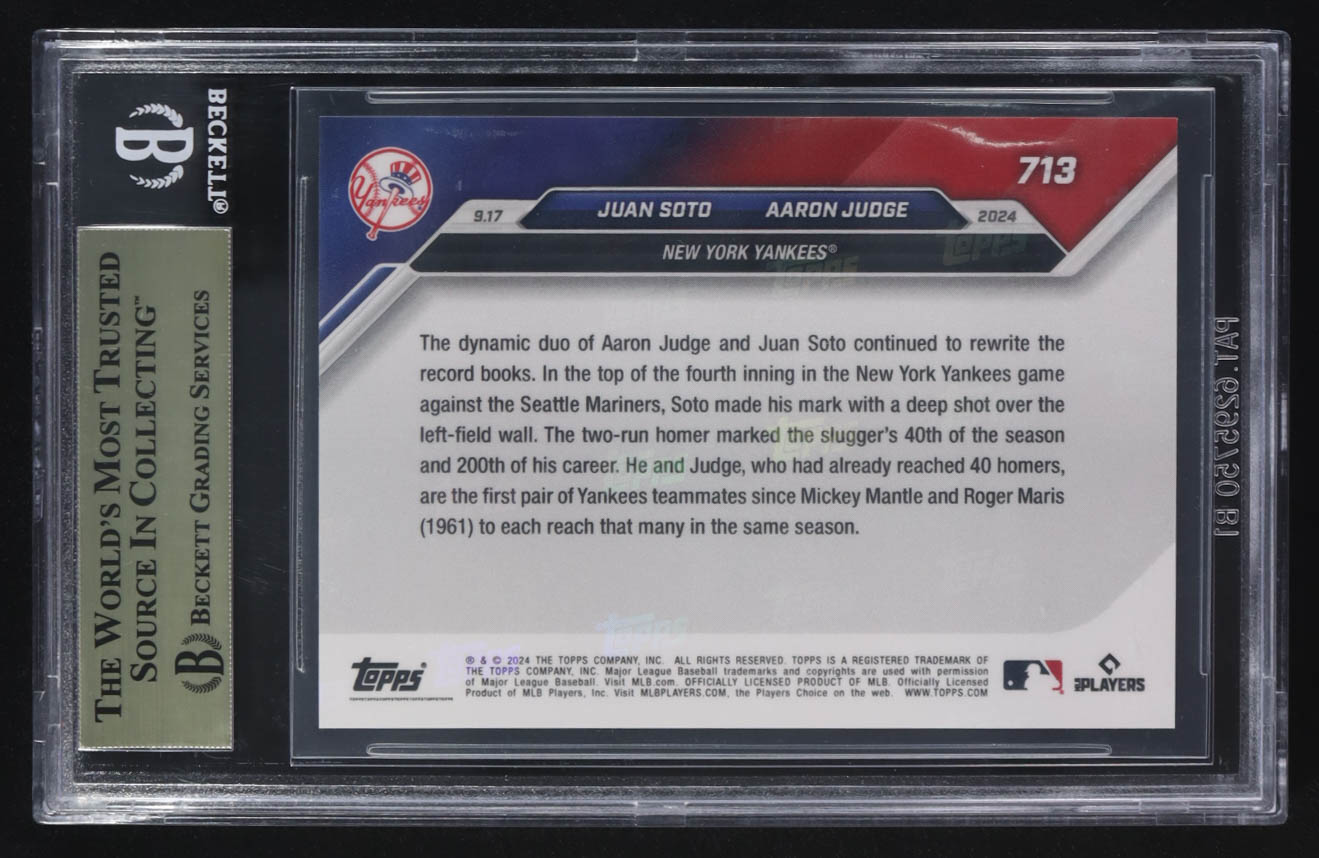 BECKETT®
THE WORLD'S MOST TRUSTED
SOURCE IN COLLECTING™
BECKETT GRADING SERVICES
Yankees
713
9.17
JUAN SOTO
AARON JUDGE
2024
NEW YORK YANKEES®
The dynamic duo of Aaron Judge and Juan Soto continued to rewrite the
record books. In the top of the fourth inning in the New York Yankees game
against the Seattle Mariners, Soto made his mark with a deep shot over the
left-field wall. The two-run homer marked the slugger's 40th of the season
and 200th of his career. He and Judge, who had already reached 40 homers,
are the first pair of Yankees teammates since Mickey Mantle and Roger Maris
(1961) to each reach that many in the same season.
Topps®
® & © 2024 THE TOPPS COMPANY, INC. ALL RIGHTS RESERVED. TOPPS IS A REGISTERED TRADEMARK OF
THE TOPPS COMPANY, INC. Major League Baseball trademarks and copyrights are used with permission
of Major League Baseball. Visit MLB.com. OFFICIALLY LICENSED PRODUCT OF MLB. Officially Licensed
Product of MLB Players, Inc. Visit MLBPLAYERS.COM, the Players Choice on the web. WWW.TOPPS.COM
MLB PLAYERS